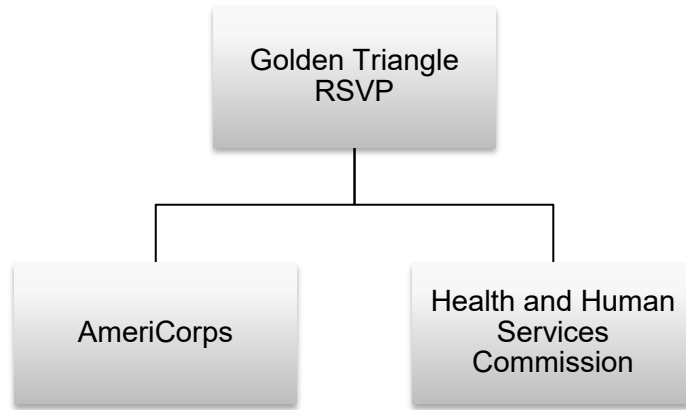 Golden Triangle
RSVP
AmeriCorps
Health and Human
Services
Commission